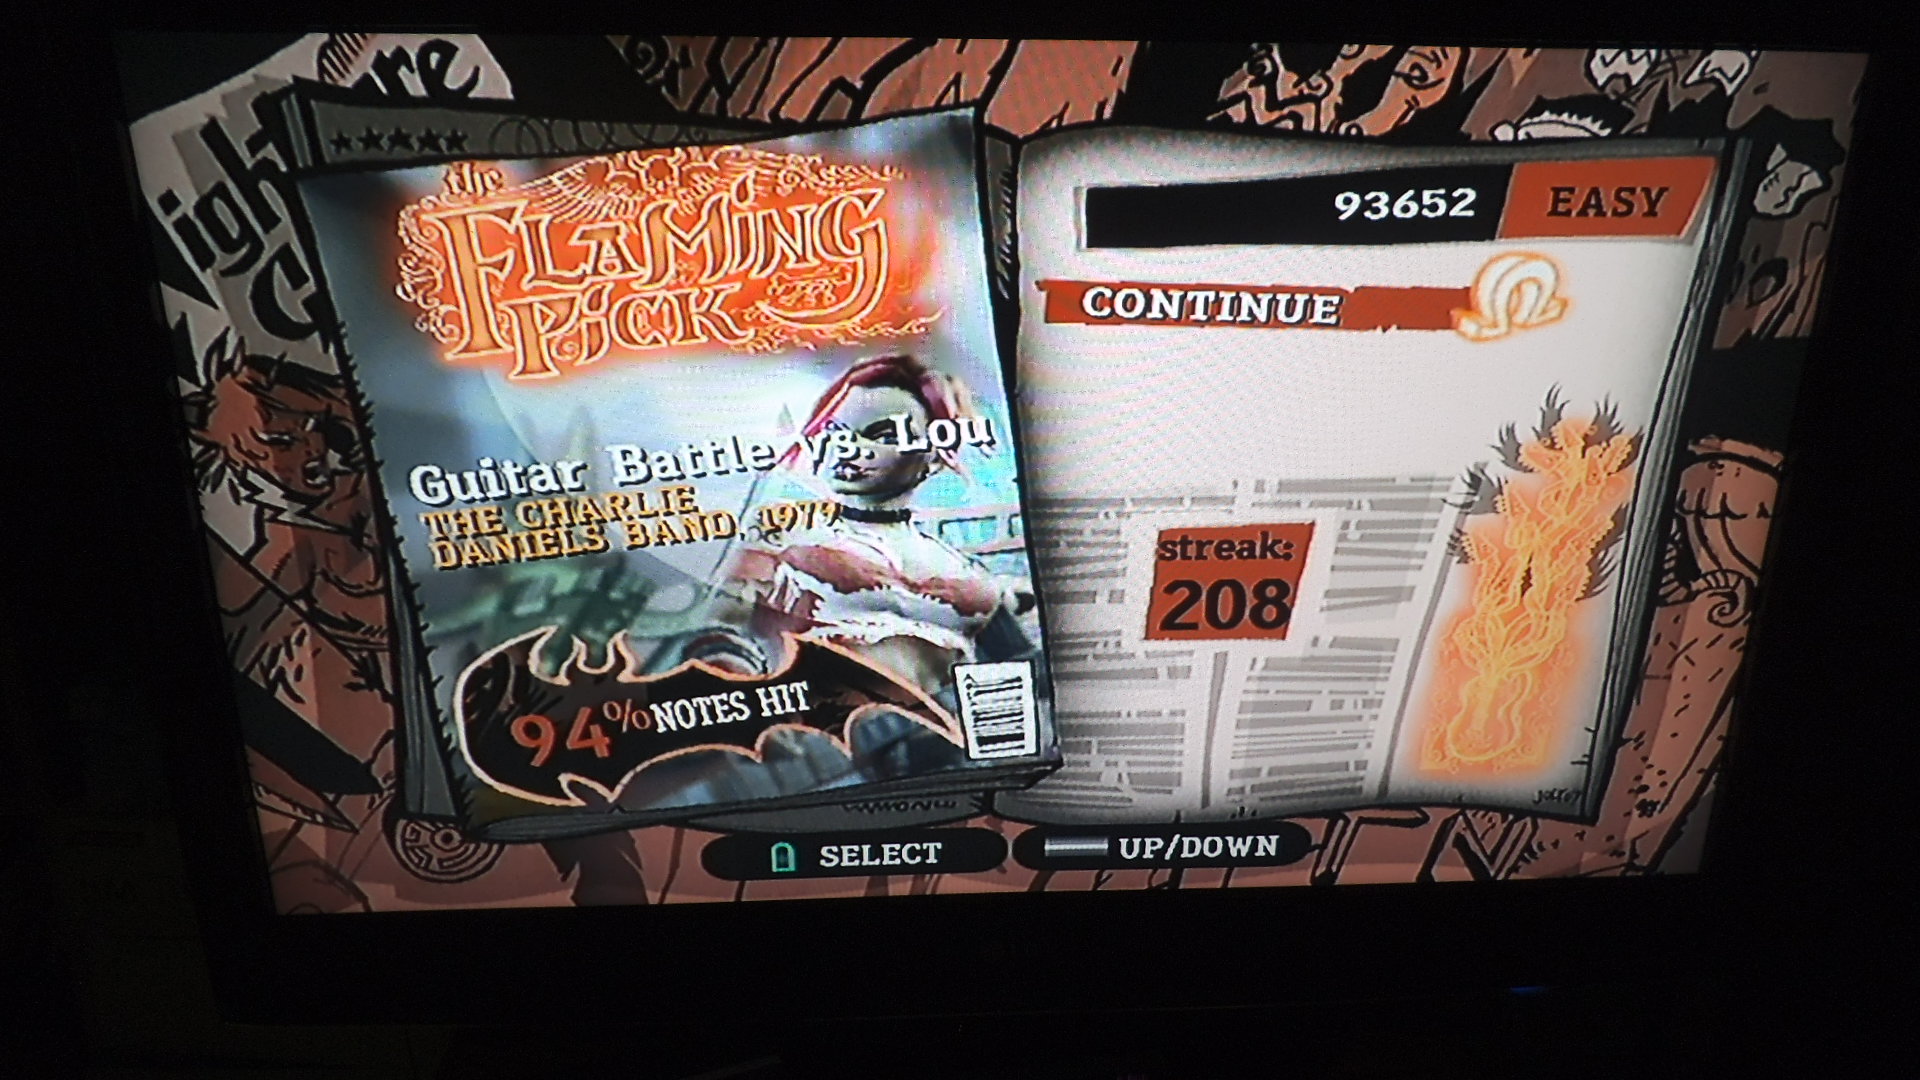 the
FLAMING
PICK
Guitar Battle vs. Lou
THE CHARLIE
DANIELS BAND, 1979
94% NOTES HIT
93652
EASY
CONTINUE
streak:
208
SELECT
UP/DOWN